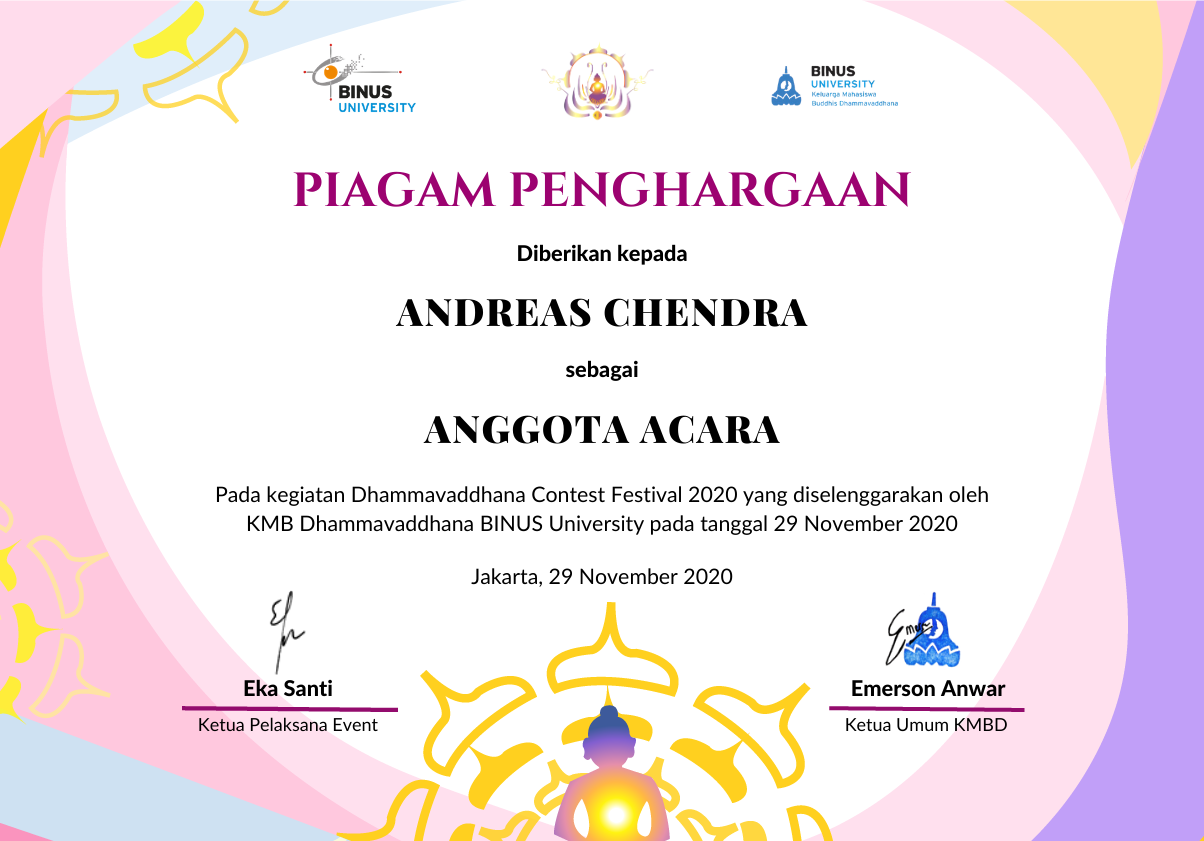 BINUS
UNIVERSITY
BINUS
UNIVERSITY
Keluarga Mahasiswa
Buddhis Dhammavaddhana
PIAGAM PENGHARGAAN
Diberikan kepada
ANDREAS CHENDRA
sebagai
ANGGOTA ACARA
Pada kegiatan Dhammavaddhana Contest Festival 2020 yang diselenggarakan oleh
KMB Dhammavaddhana BINUS University pada tanggal 29 November 2020
Jakarta, 29 November 2020
Eka Santi
Ketua Pelaksana Event
Emerson Anwar
Ketua Umum KMBD